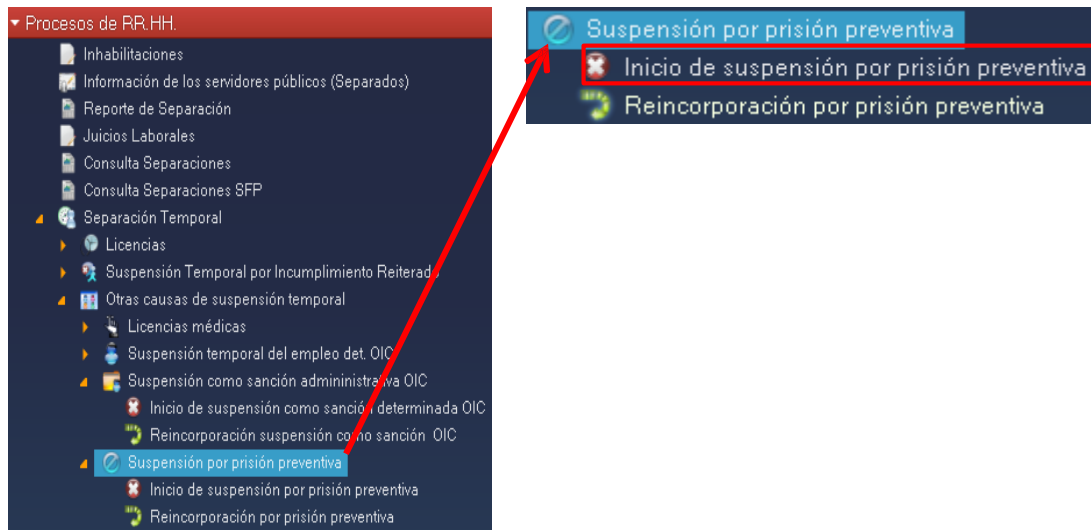 Procesos de RR.HH.
Inhabilitaciones
Información de los servidores públicos (Separados)
Reporte de Separación
Juicios Laborales
Consulta Separaciones
Consulta Separaciones SFP
Separación Temporal
Licencias
Suspensión Temporal por Incumplimiento Reiterado
Otras causas de suspensión temporal
Licencias médicas
Suspensión temporal del empleo det. OIC
Suspensión como sanción admininistrativa OIC
Inicio de suspensión como sanción determinada OIC
Reincorporación suspensión como sanción OIC
Suspensión por prisión preventiva
Inicio de suspensión por prisión preventiva
Reincorporación por prisión preventiva
Suspensión por prisión preventiva
Inicio de suspensión por prisión preventiva
Reincorporación por prisión preventiva